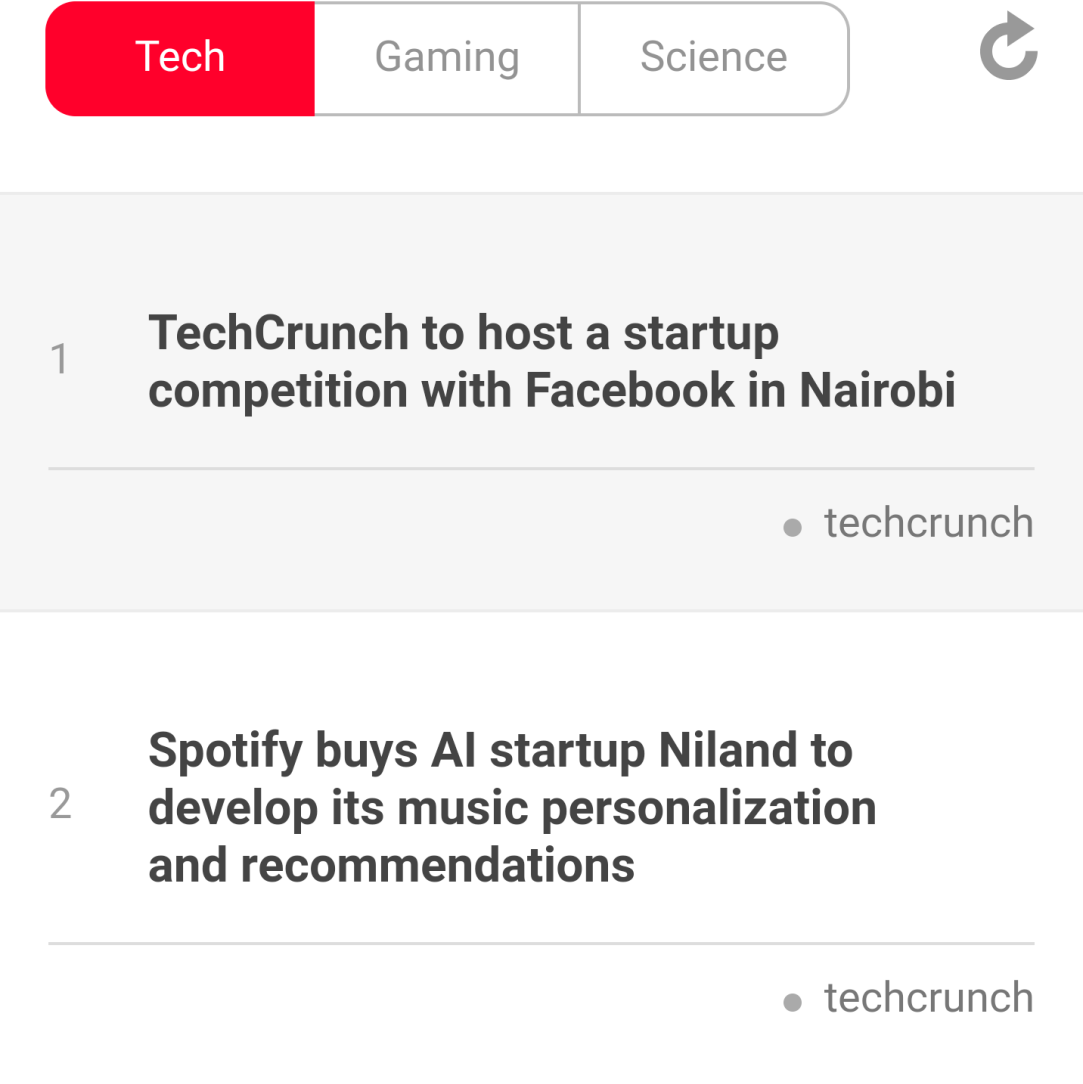 Tech Gaming Science
1
TechCrunch to host a startup
competition with Facebook in Nairobi
techcrunch
2
Spotify buys AI startup Niland to
develop its music personalization
and recommendations
techcrunch